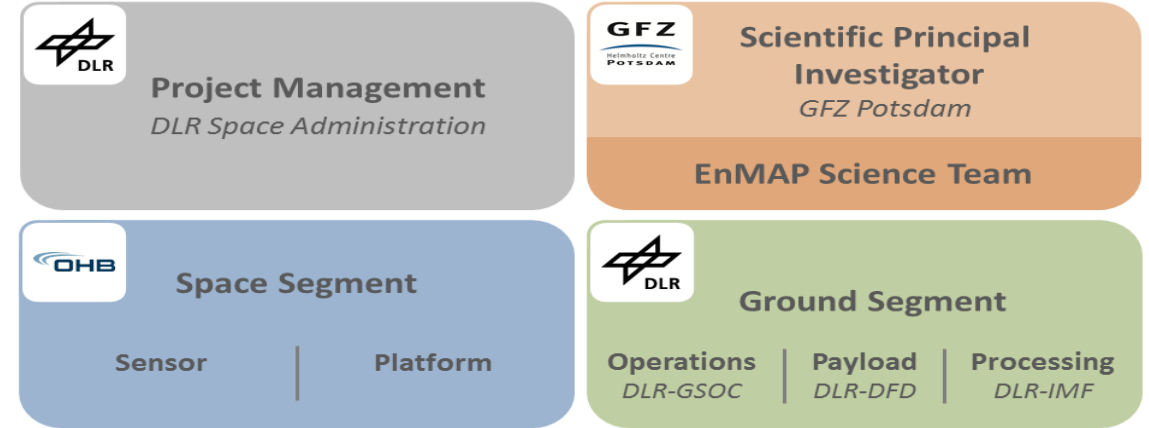 DLR
Project Management
DLR Space Administration
GFZ
Helmholtz Centre
POTSDAM
Scientific Principal
Investigator
GFZ Potsdam
EnMAP Science Team
OHB
Space Segment
Sensor
Platform
DLR
Ground Segment
Operations
DLR-GSOC
Payload
DLR-DFD
Processing
DLR-IMF